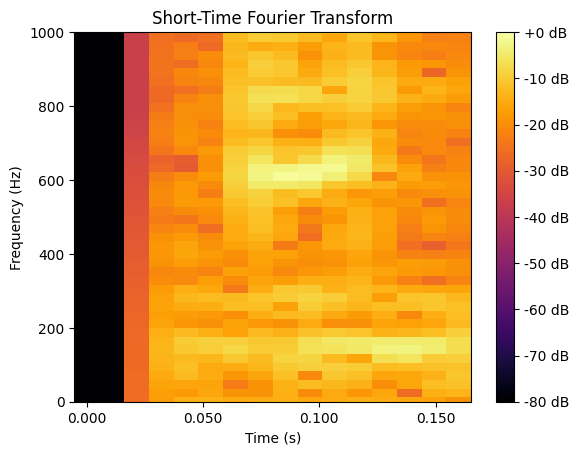 Short-Time Fourier Transform
Frequency (Hz)
1000
800
600
400
200
0
0.000
0.050
0.100
0.150
Time (s)
+0 dB
-10 dB
-20 dB
-30 dB
-40 dB
-50 dB
-60 dB
-70 dB
-80 dB